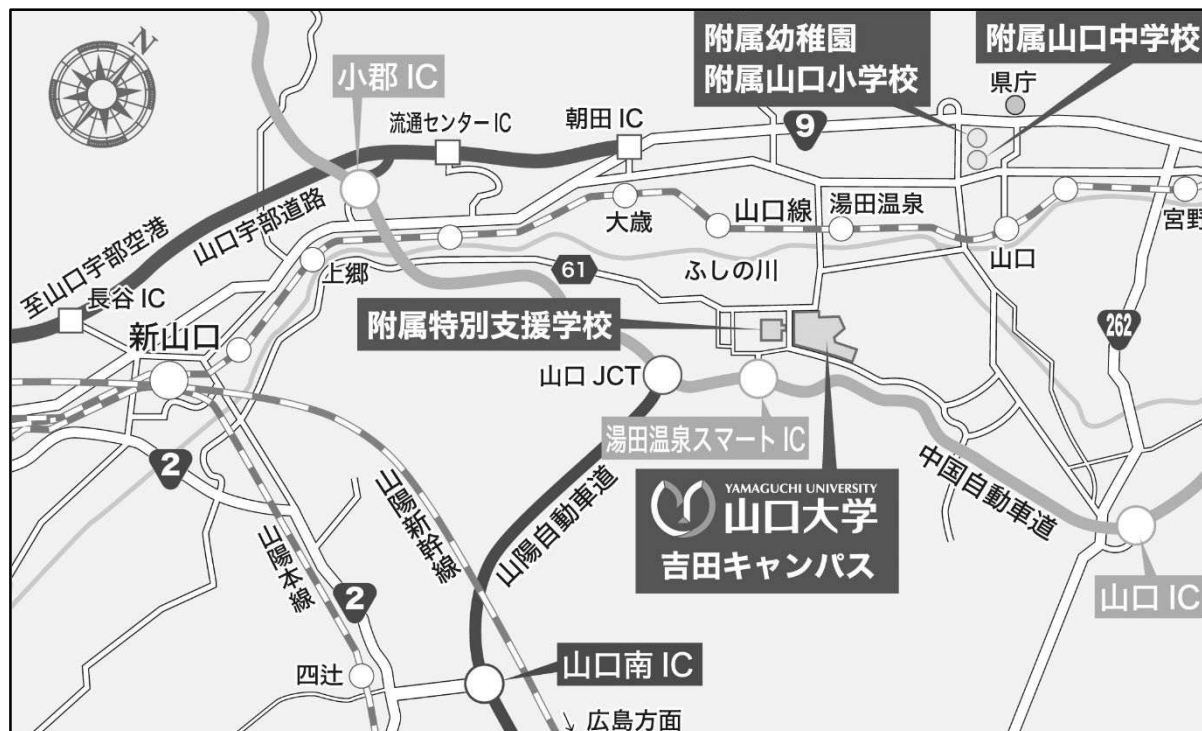 N
附属幼稚園
附属山口小学校
附属山口中学校
県庁
小郡 IC
流通センター IC
朝田 IC
9
山口宇部道路
至山口宇部空港
長谷 IC
大歳
山口線
湯田温泉
山口
宮野
上郷
61
ふしの川
新山口
附属特別支援学校
262
山口 JCT
湯田温泉スマート IC
YAMAGUCHI UNIVERSITY
山口大学
吉田キャンパス
中国自動車道
山口 IC
2
山陽本線
山陽新幹線
山陽自動車道
2
四辻
山口南 IC
広島方面